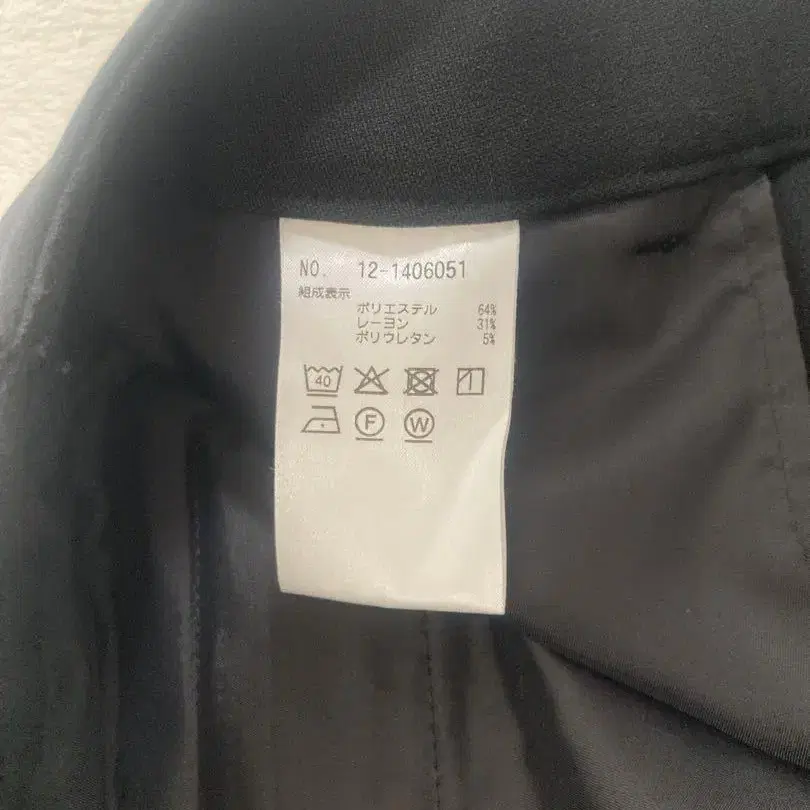 NO. 12-1406051
組成表示
ポリエステル 64%
レーヨン 31%
ポリウレタン 5%
40
F W